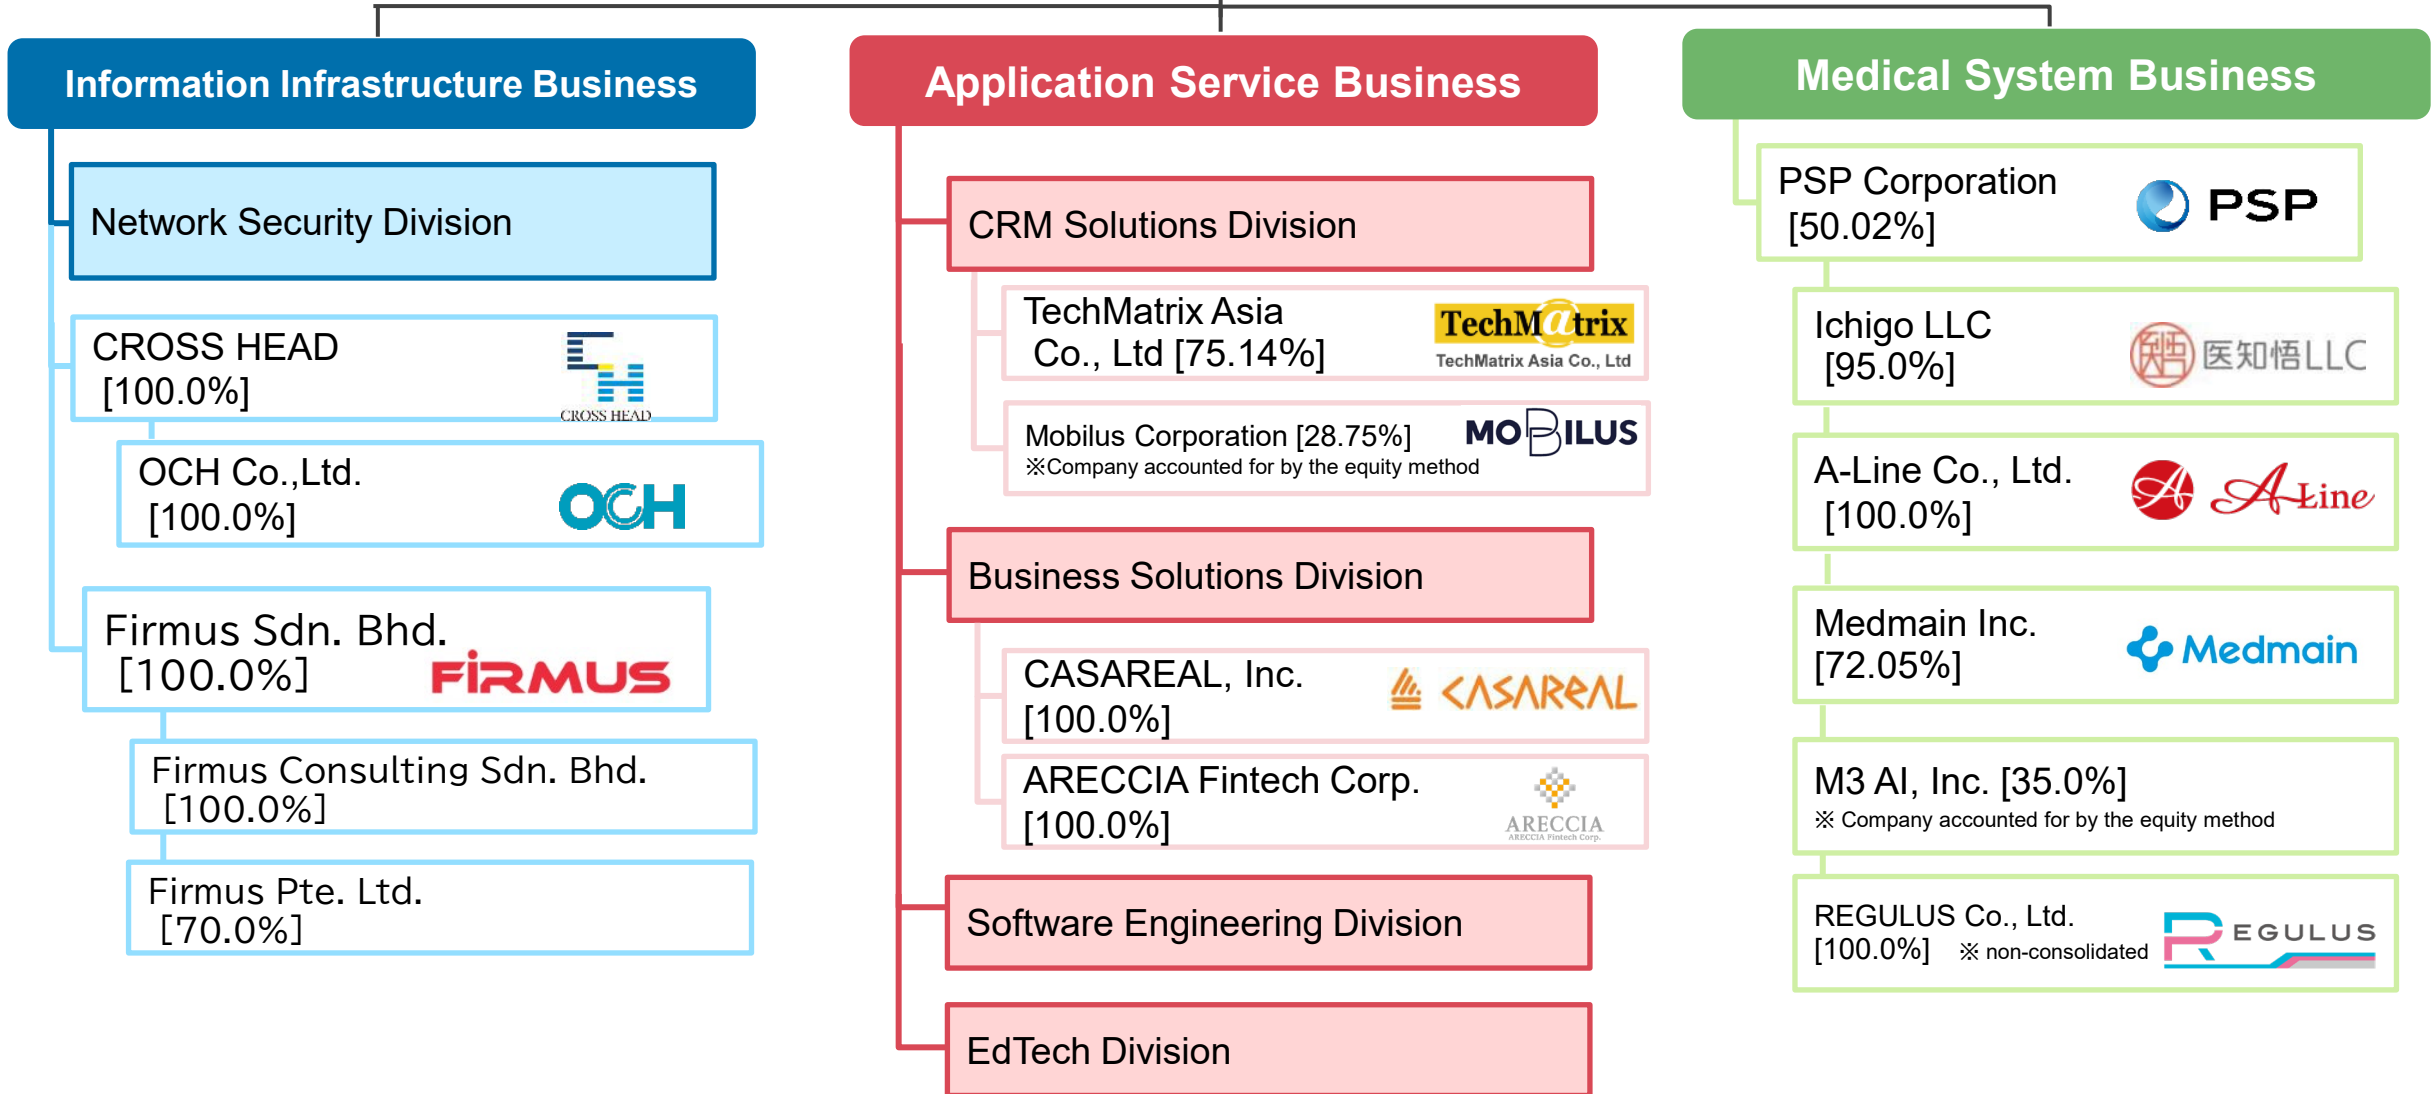 Information Infrastructure Business
Network Security Division
CROSS HEAD
[100.0%]
CROSS HEAD
OCH Co.,Ltd.
[100.0%]
OCH
Firmus Sdn. Bhd.
[100.0%]
FIRMUS
Firmus Consulting Sdn. Bhd.
[100.0%]
Firmus Pte. Ltd.
[70.0%]
Application Service Business
CRM Solutions Division
TechMatrix Asia
Co., Ltd [75.14%]
TechM@trix
TechMatrix Asia Co., Ltd
Mobilus Corporation [28.75%]
※Company accounted for by the equity method
MOBILUS
Business Solutions Division
CASAREAL, Inc.
[100.0%]
CASAREAL
ARECCIA Fintech Corp.
[100.0%]
ARECCIA
ARECCIA Fintech Corp.
Software Engineering Division
EdTech Division
Medical System Business
PSP Corporation
[50.02%]
PSP
Ichigo LLC
[95.0%]
医知悟LLC
A-Line Co., Ltd.
[100.0%]
A
A-Line
Medmain Inc.
[72.05%]
Medmain
M3 AI, Inc. [35.0%]
※ Company accounted for by the equity method
REGULUS Co., Ltd.
[100.0%] ※ non-consolidated
REGULUS